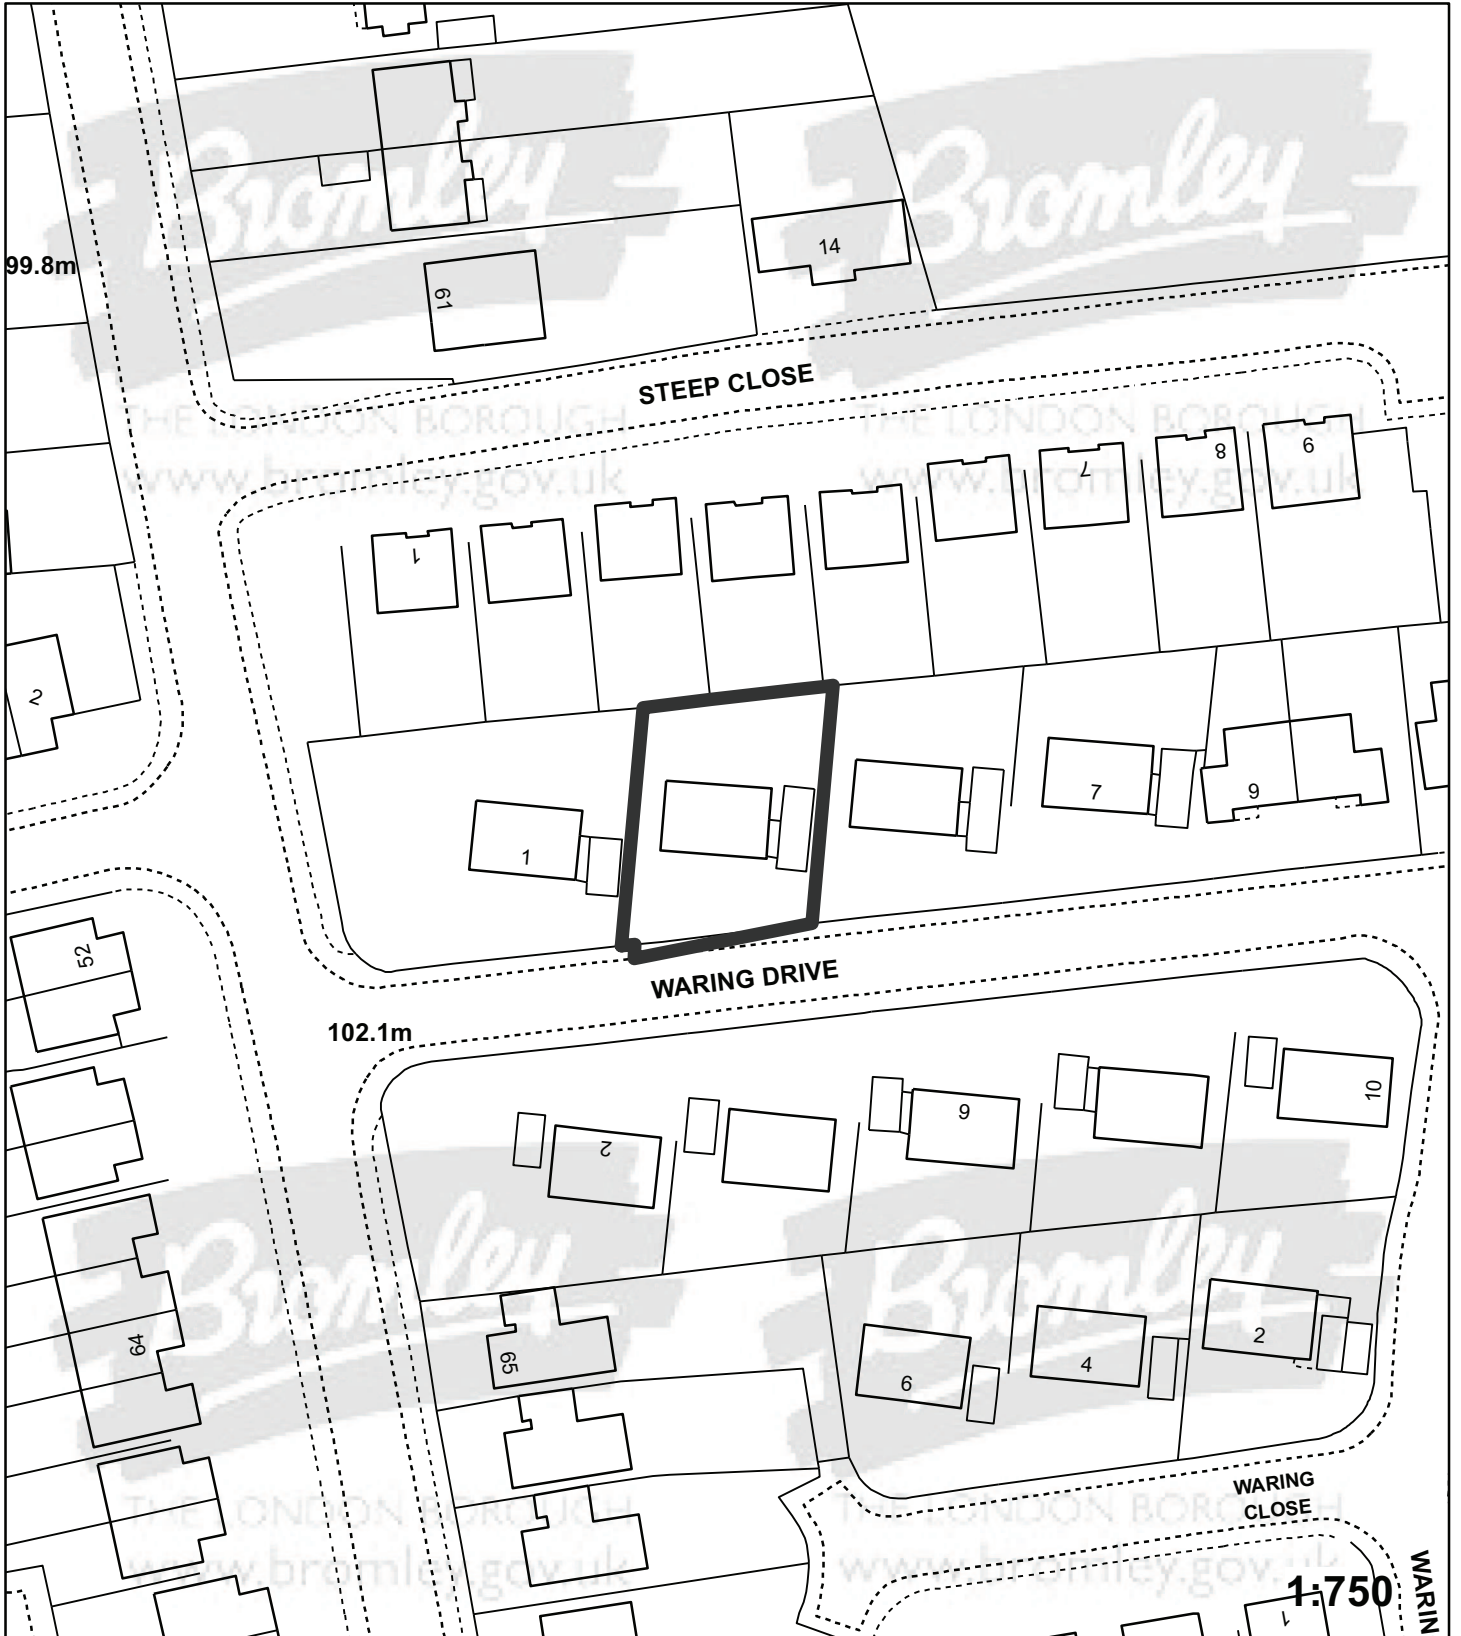 Bromley
Bromley
14
99.8m
61
STEEP CLOSE
THE LONDON BOROUGH
THE LONDON BOROUGH
www.bromley.gov.uk
www.bromley.gov.uk
1
7
8
9
2
1
7
9
52
WARING DRIVE
102.1m
2
6
10
Bromley
Bromley
64
65
6
4
2
WARING
CLOSE
THE LONDON BOROUGH
THE LONDON BOROUGH
www.bromley.gov.uk
www.bromley.gov.uk
1:750
WARIN
1